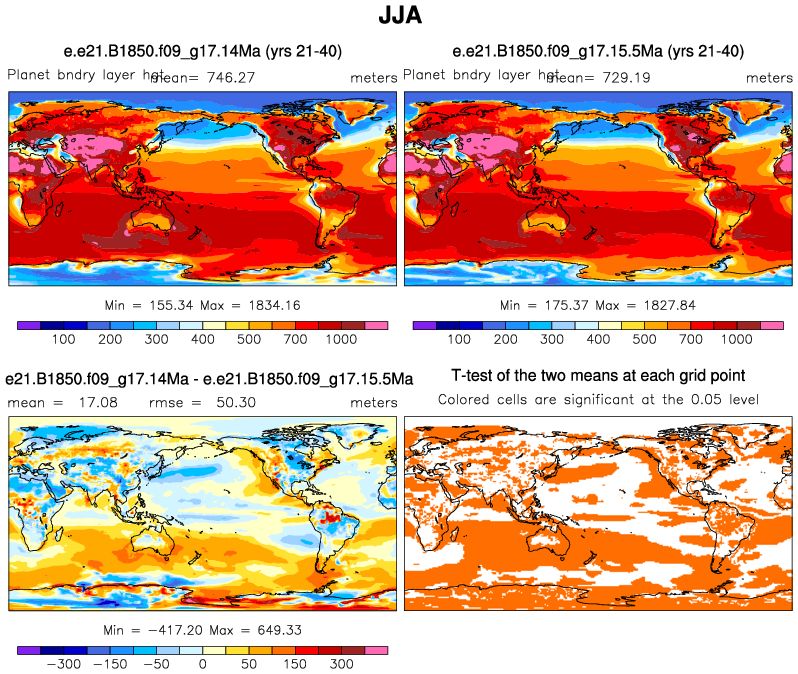 JJA
e.e21.B1850.f09_g17.14Ma (yrs 21-40)
Planet bndry layer hgt mean= 746.27 meters
Min = 155.34 Max = 1834.16
100 200 300 400 500 700 1000
e.e21.B1850.f09_g17.15.5Ma (yrs 21-40)
Planet bndry layer hgt mean= 729.19 meters
Min = 175.37 Max = 1827.84
100 200 300 400 500 700 1000
e21.B1850.f09_g17.14Ma - e.e21.B1850.f09_g17.15.5Ma
mean = 17.08 rmse = 50.30 meters
Min = -417.20 Max = 649.33
-300 -150 -50 0 50 150 300
T-test of the two means at each grid point
Colored cells are significant at the 0.05 level